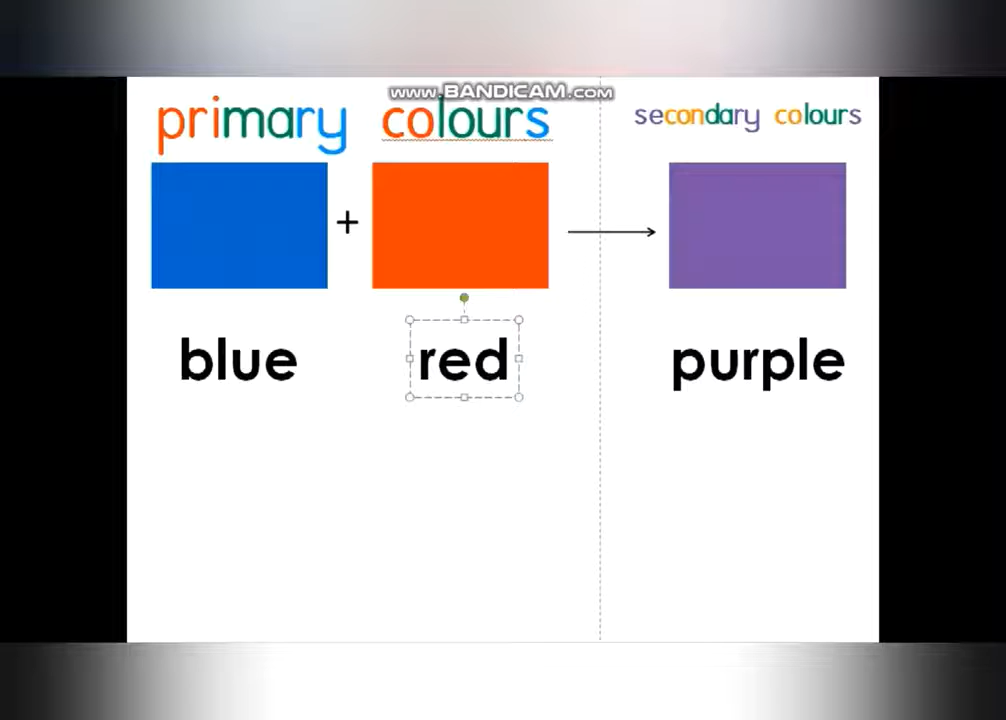 www.BANDICAM.com
primary colours
secondary colours
+
blue
red
purple